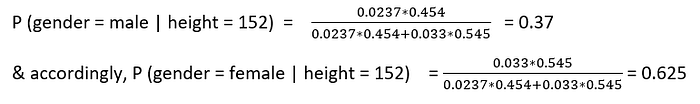 P (gender = male | height = 152) = 0.0237*0.454 / 0.0237*0.454+0.033*0.545 = 0.37
& accordingly, P (gender = female | height = 152) = 0.033*0.545 / 0.0237*0.454+0.033*0.545 = 0.625